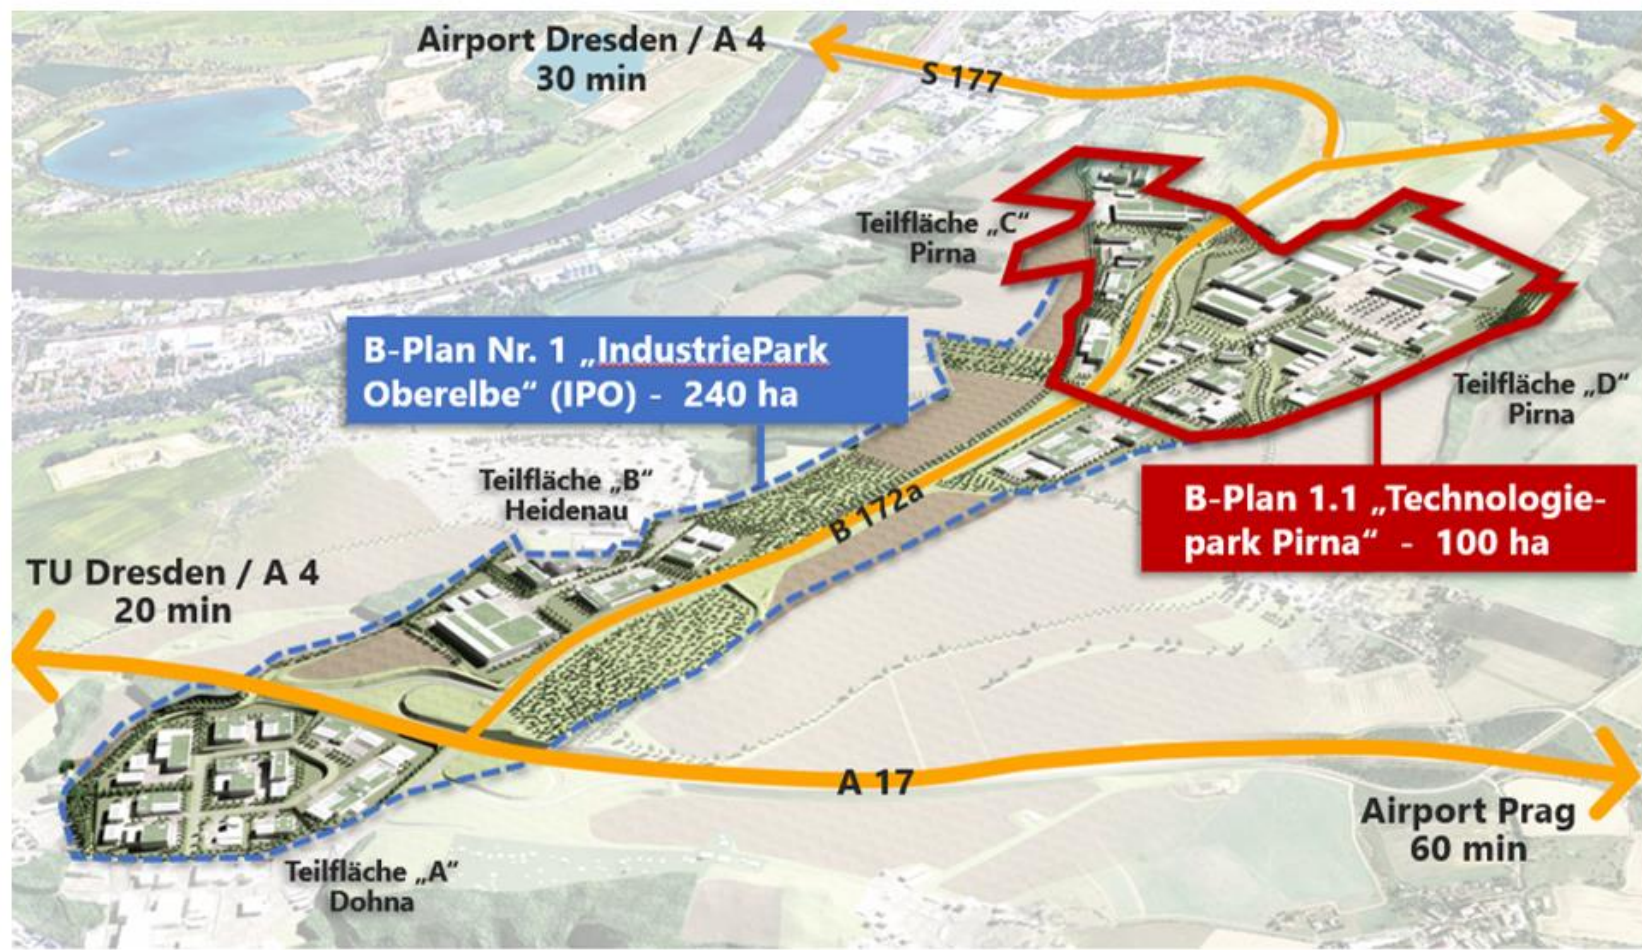 Airport Dresden / A 4
30 min
S 177
Teilfläche „C“
Pirna
B-Plan Nr. 1 „IndustriePark
Oberelbe“ (IPO) - 240 ha
Teilfläche „D“
Pirna
Teilfläche „B“
Heidenau
B 172a
B-Plan 1.1 „Technologie-
park Pirna“ - 100 ha
TU Dresden / A 4
20 min
A 17
Airport Prag
60 min
Teilfläche „A“
Dohna